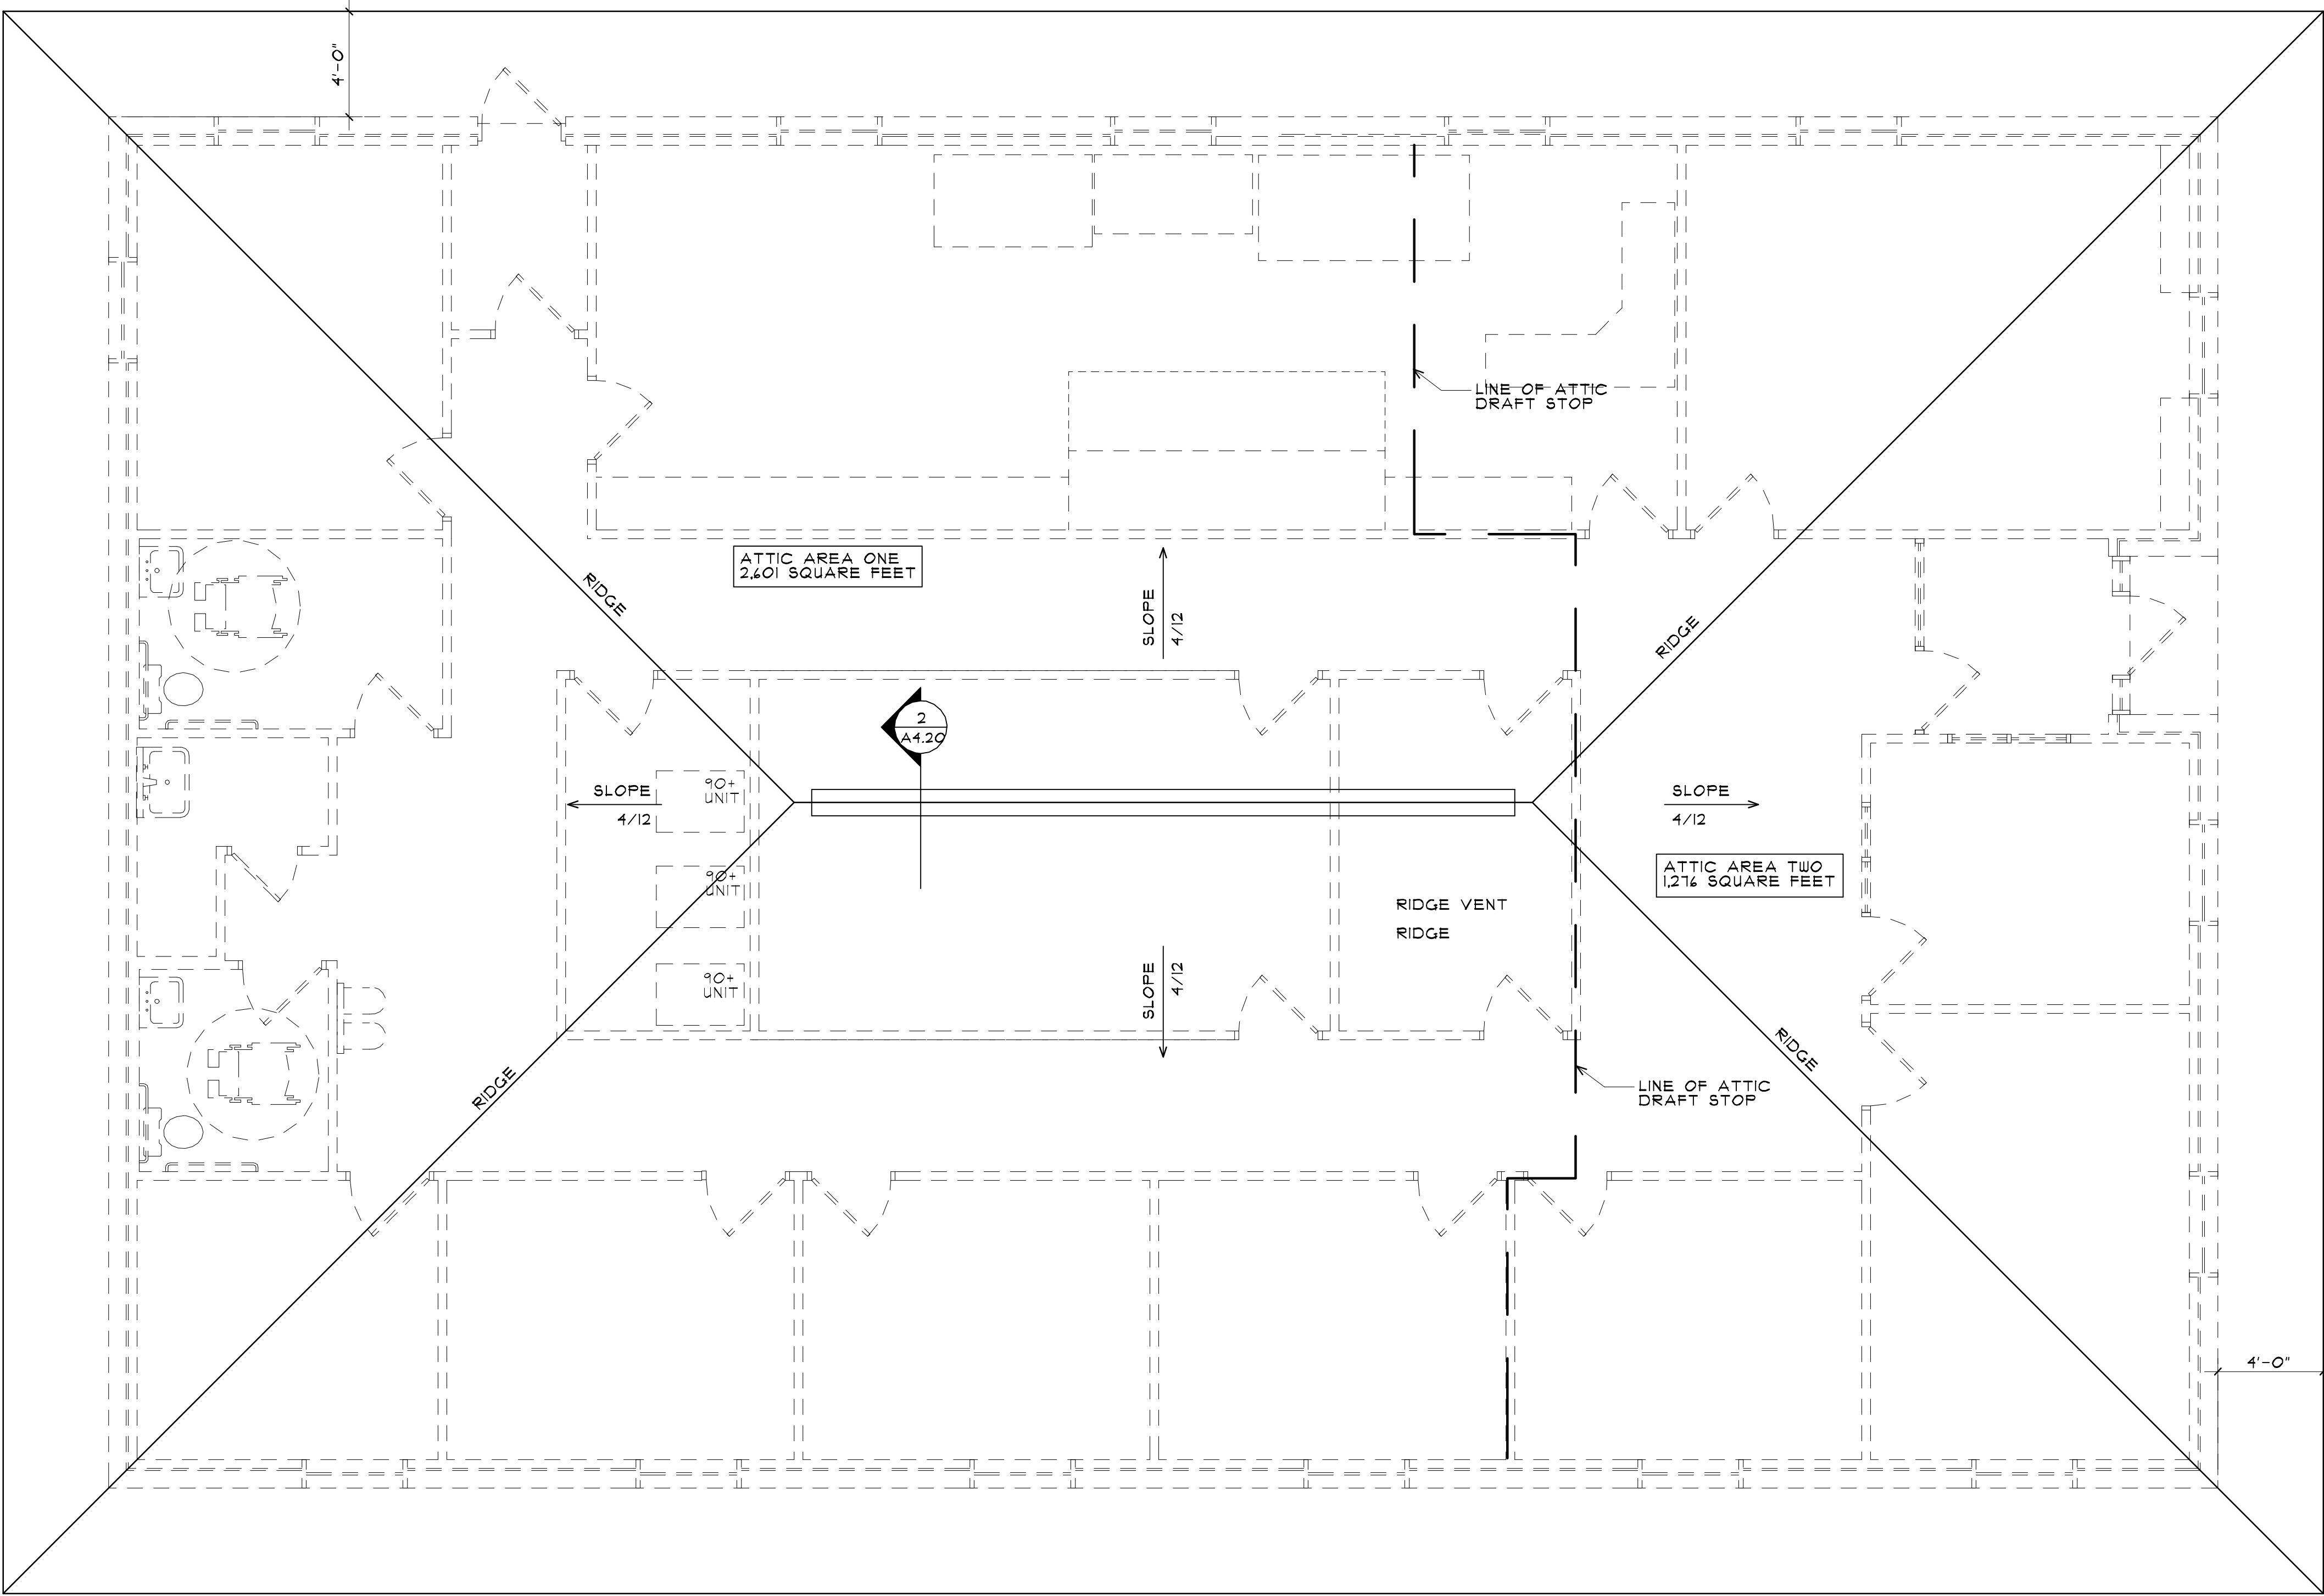 4'-0"
LINE OF ATTIC
DRAFT STOP
ATTIC AREA ONE
2,601 SQUARE FEET
RIDGE
SLOPE
4/12
RIDGE
2
A4.20
SLOPE
4/12
90+
UNIT
SLOPE
4/12
90+
UNIT
ATTIC AREA TWO
1,276 SQUARE FEET
RIDGE VENT
RIDGE
90+
UNIT
SLOPE
4/12
RIDGE
RIDGE
LINE OF ATTIC
DRAFT STOP
4'-0"